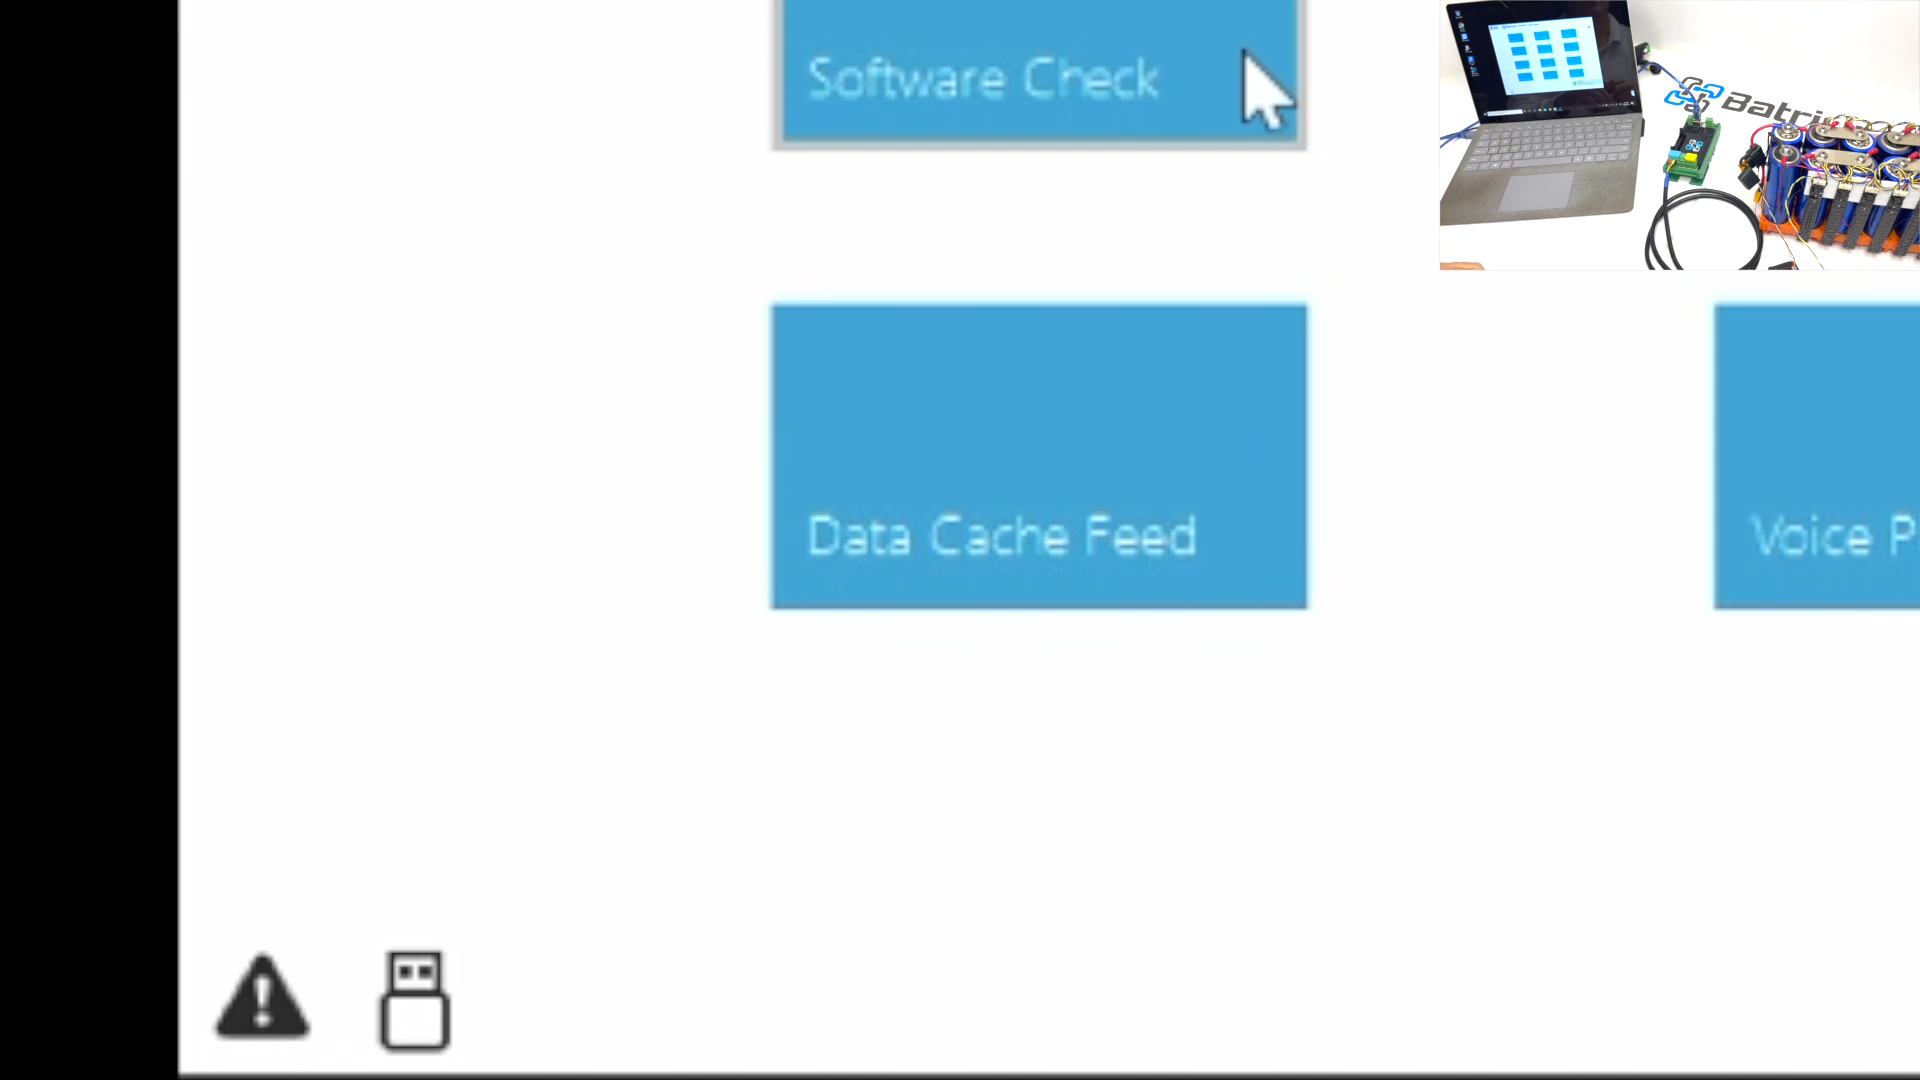 Software Check
Data Cache Feed
Voice P
Batri